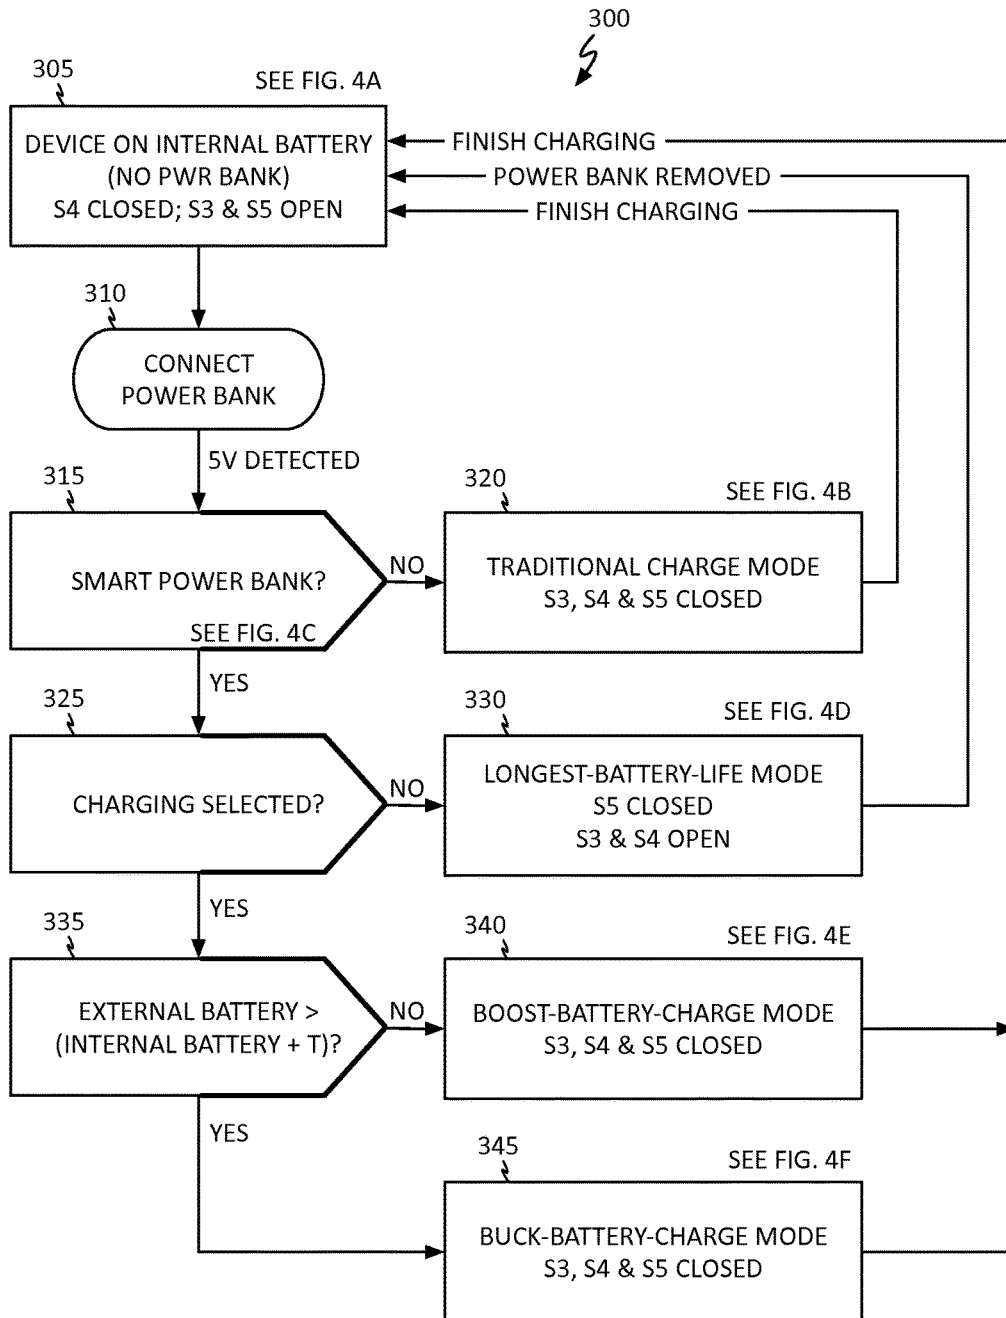 300
305
SEE FIG. 4A
DEVICE ON INTERNAL BATTERY
(NO PWR BANK)
S4 CLOSED; S3 & S5 OPEN
FINISH CHARGING
POWER BANK REMOVED
FINISH CHARGING
310
CONNECT
POWER BANK
5V DETECTED
315
SMART POWER BANK?
SEE FIG. 4C
NO
320
SEE FIG. 4B
TRADITIONAL CHARGE MODE
S3, S4 & S5 CLOSED
YES
325
CHARGING SELECTED?
NO
330
SEE FIG. 4D
LONGEST-BATTERY-LIFE MODE
S5 CLOSED
S3 & S4 OPEN
YES
335
EXTERNAL BATTERY >
(INTERNAL BATTERY + T)?
NO
340
SEE FIG. 4E
BOOST-BATTERY-CHARGE MODE
S3, S4 & S5 CLOSED
YES
345
SEE FIG. 4F
BUCK-BATTERY-CHARGE MODE
S3, S4 & S5 CLOSED